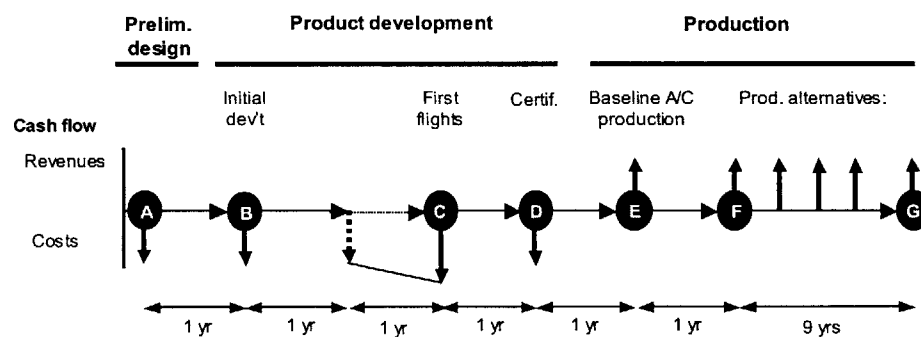 Prelim. design
Product development
Production
Initial dev't
First flights
Certif.
Baseline A/C production
Prod. alternatives:
Cash flow
Revenues
A
B
C
D
E
F
G
Costs
1 yr
1 yr
1 yr
1 yr
1 yr
1 yr
9 yrs